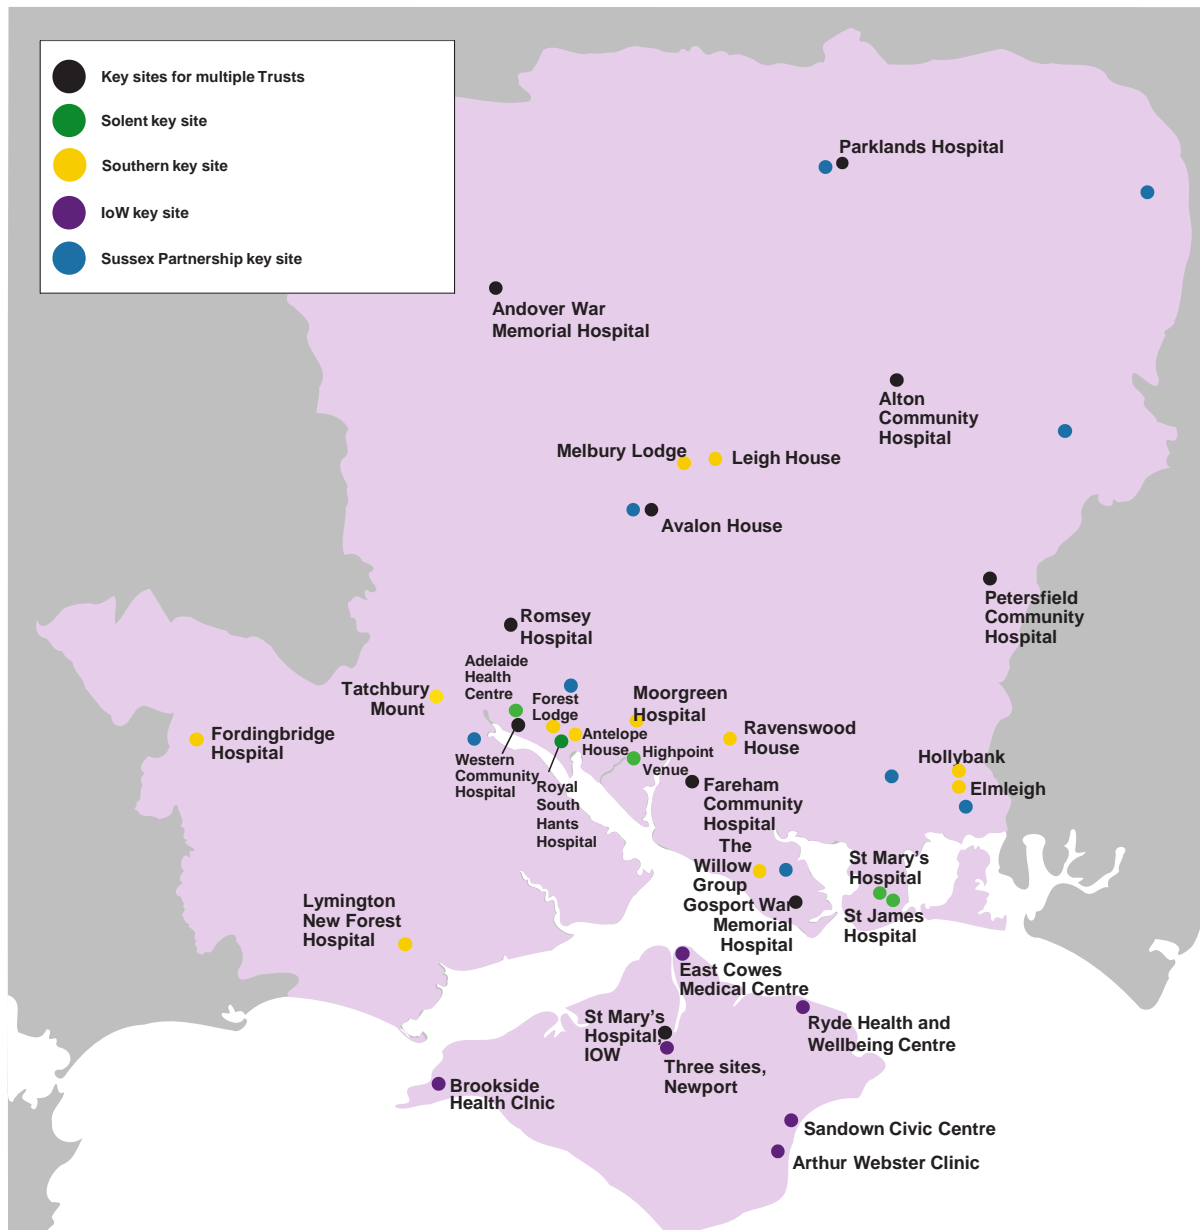 Key sites for multiple Trusts
Solent key site
Southern key site
IoW key site
Sussex Partnership key site
Parklands Hospital
Andover War
Memorial Hospital
Alton
Community
Hospital
Melbury Lodge
Leigh House
Avalon House
Petersfield
Community
Hospital
Romsey
Hospital
Adelaide
Health
Centre
Tatchbury
Mount
Forest
Lodge
Moorgreen
Hospital
Fordingbridge
Hospital
Antelope
House
Ravenswood
House
Highpoint
Venue
Western
Community
Hospital
Royal
South
Hants
Hospital
Hollybank
Elmleigh
Fareham
Community
Hospital
The
Willow
Group
St Mary's
Hospital
St James
Hospital
Gosport War
Memorial
Hospital
Lymington
New Forest
Hospital
East Cowes
Medical Centre
St Mary's
Hospital,
IOW
Ryde Health and
Wellbeing Centre
Three sites,
Newport
Brookside
Health Clnic
Sandown Civic Centre
Arthur Webster Clinic